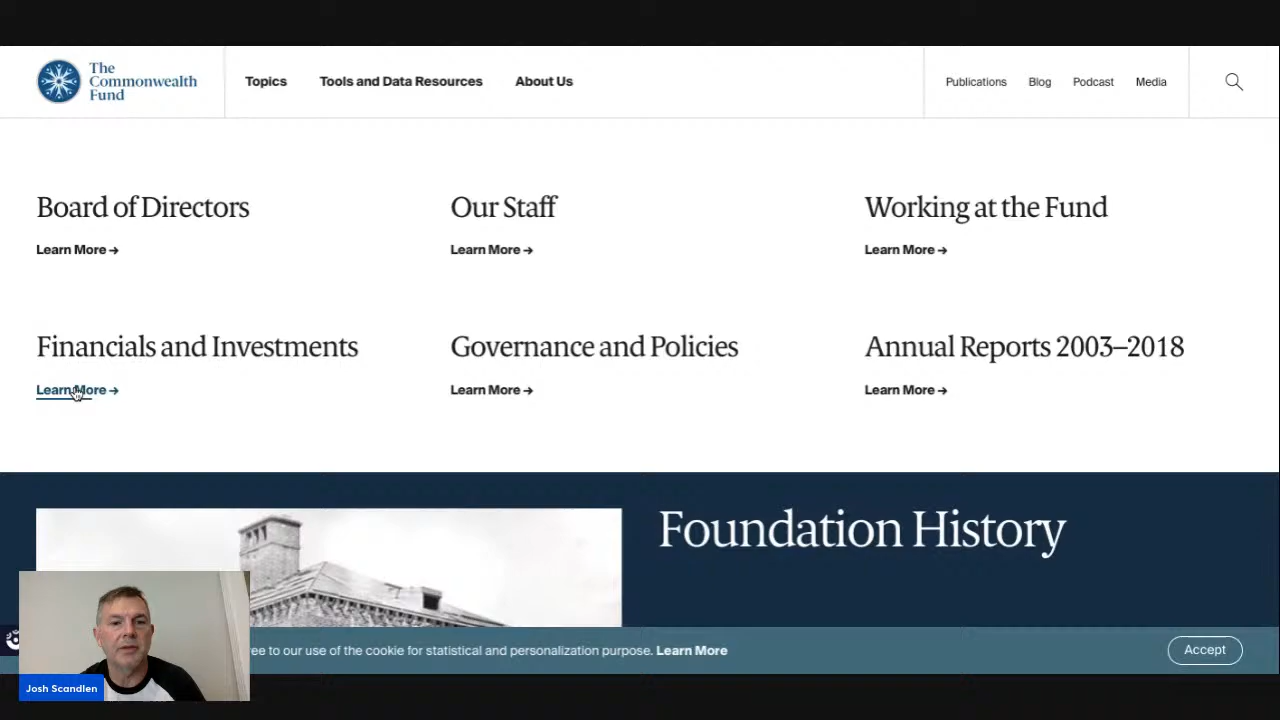 The
Commonwealth
Fund
Topics
Tools and Data Resources
About Us
Publications
Blog
Podcast
Media
Board of Directors
Learn More →
Our Staff
Learn More →
Working at the Fund
Learn More →
Financials and Investments
Learn More →
Governance and Policies
Learn More →
Annual Reports 2003–2018
Learn More →
Foundation History
to our use of the cookie for statistical and personalization purpose. Learn More
Accept
Josh Scandlen